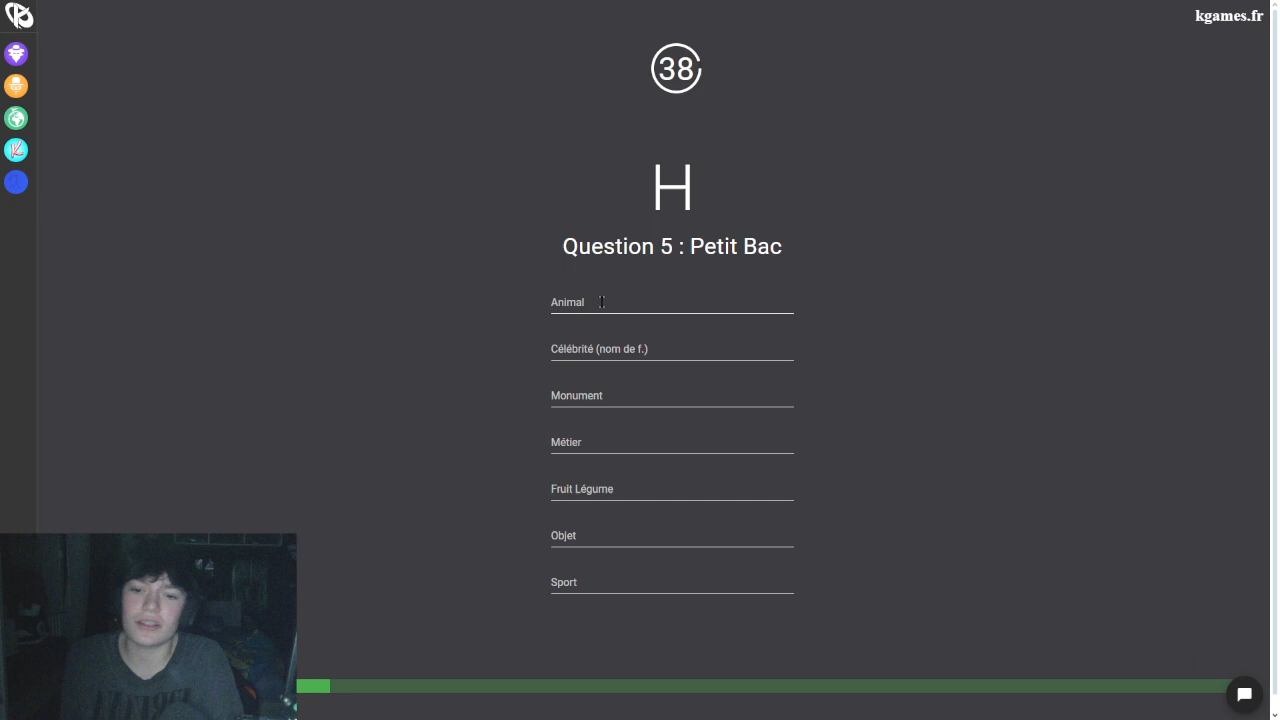 kgames.fr
38
H
Question 5 : Petit Bac
Animal
Célébrité (nom de f.)
Monument
Métier
Fruit Légume
Objet
Sport